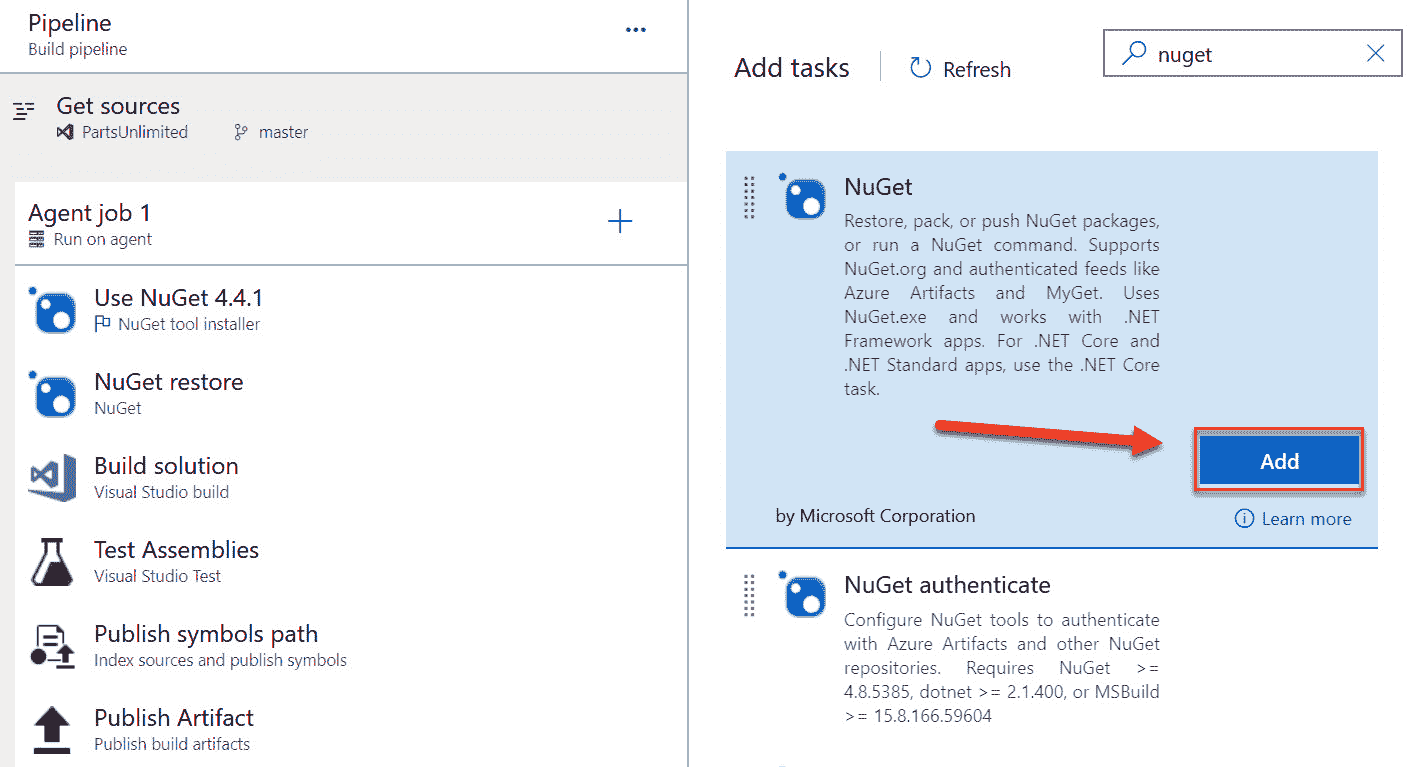 Pipeline
Build pipeline
...
Get sources
PartsUnlimited
master
Agent job 1
Run on agent
+
Use NuGet 4.4.1
NuGet tool installer
NuGet restore
NuGet
Build solution
Visual Studio build
Test Assemblies
Visual Studio Test
Publish symbols path
Index sources and publish symbols
Publish Artifact
Publish build artifacts
Add tasks
Refresh
nuget
NuGet
Restore, pack, or push NuGet packages,
or run a NuGet command. Supports
NuGet.org and authenticated feeds like
Azure Artifacts and MyGet. Uses
NuGet.exe and works with .NET
Framework apps. For .NET Core and
.NET Standard apps, use the .NET Core
task.
Add
by Microsoft Corporation
Learn more
NuGet authenticate
Configure NuGet tools to authenticate
with Azure Artifacts and other NuGet
repositories. Requires NuGet >=
4.8.5385, dotnet >= 2.1.400, or MSBuild
>= 15.8.166.59604